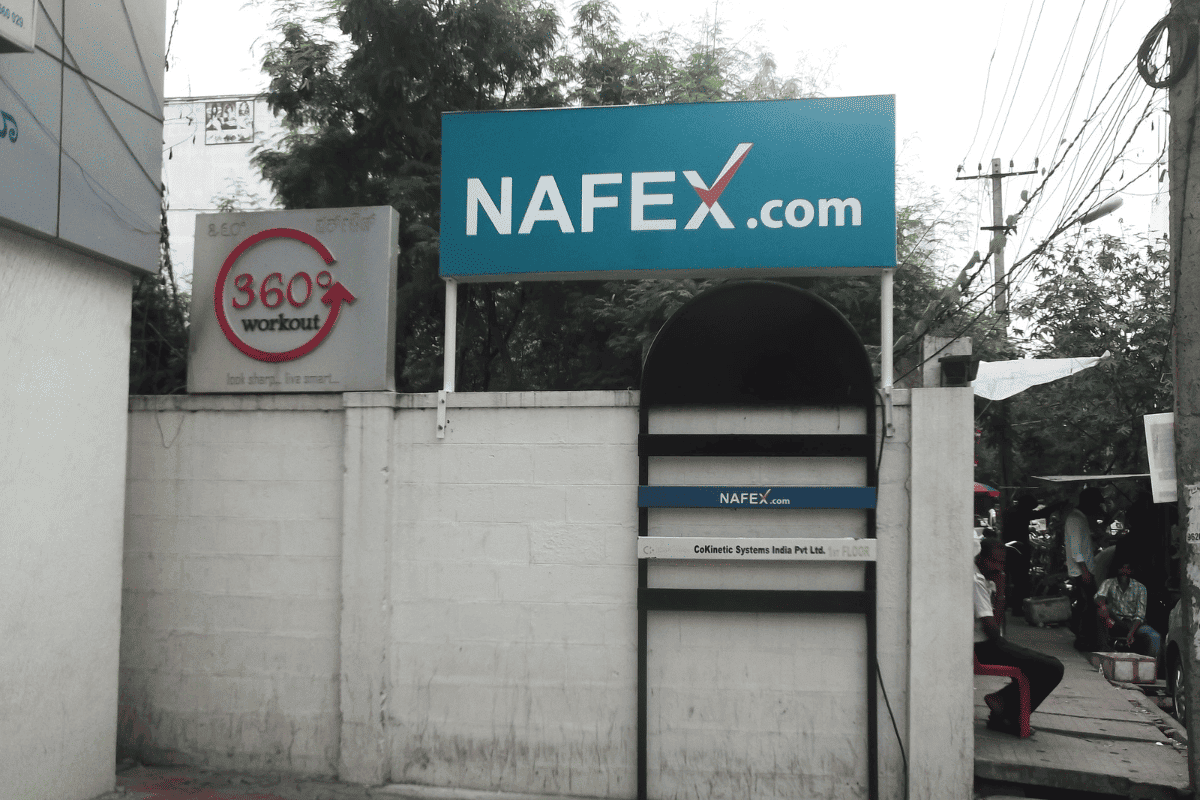 NAFEX.com
360°
workout
look sharp... live smart...
NAFEX.com
CoKinetic Systems India Pvt Ltd. 1st FLOOR